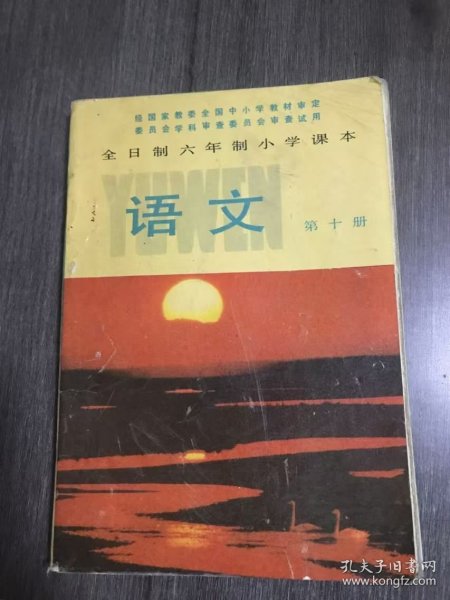 经国家教委全国中小学教材审定
委员会学科审查委员会审查试用
全日制六年制小学课本
YUWEN
语文
第十册
孔夫子旧书网
www.kongfz.com